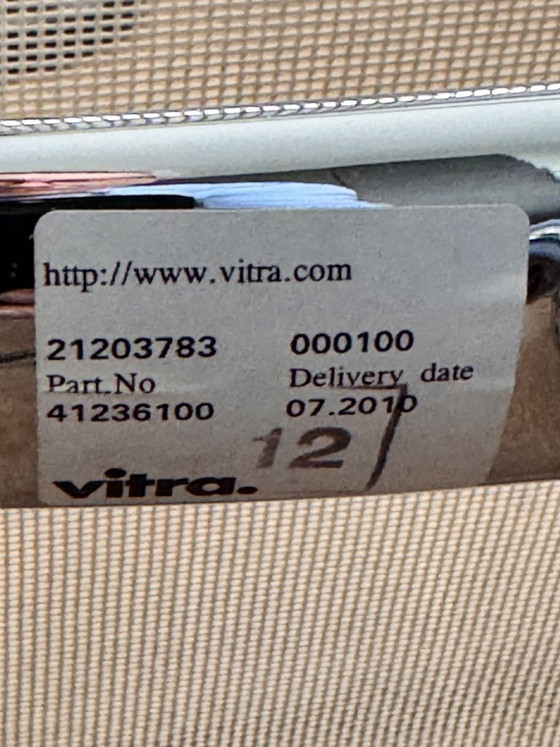 http://www.vitra.com
21203783 000100
Part.No Delivery date
41236100 07.2010
12
vitra.